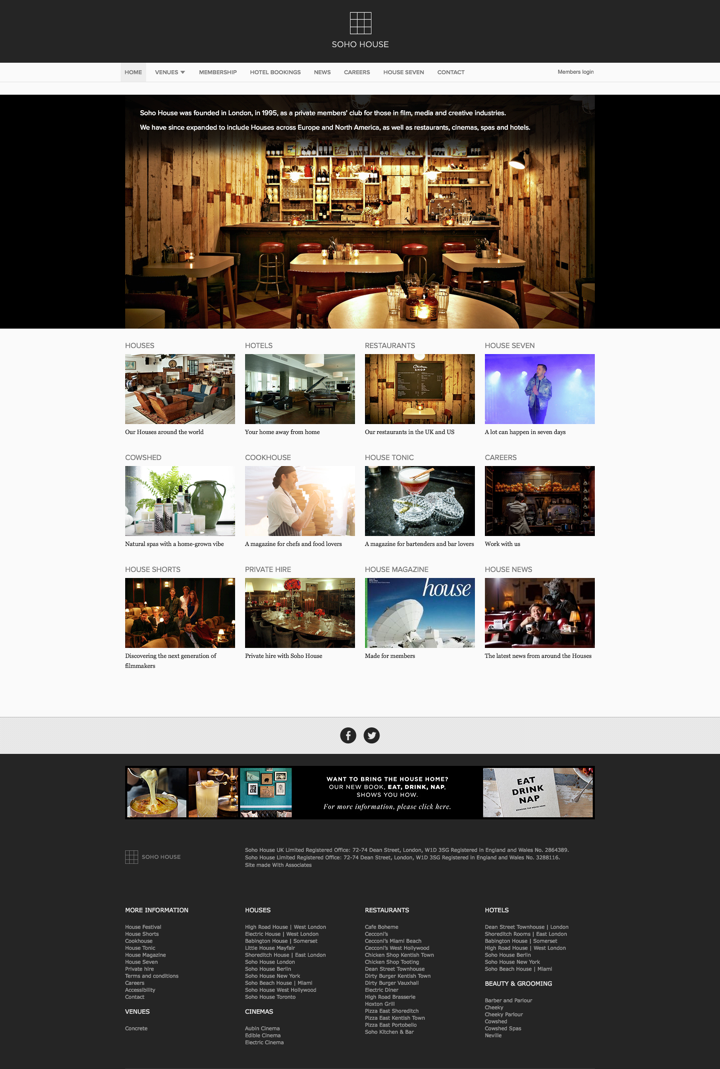 SOHO HOUSE
HOME VENUES MEMBERSHIP HOTEL BOOKINGS NEWS CAREERS HOUSE SEVEN CONTACT Members login
Soho House was founded in London, in 1995, as a private members' club for those in film, media and creative industries.
We have since expanded to include Houses across Europe and North America, as well as restaurants, cinemas, spas and hotels.
HOUSES HOTELS RESTAURANTS HOUSE SEVEN
Our Houses around the world Your home away from home Our restaurants in the UK and US A lot can happen in seven days
COWSHED COOKHOUSE HOUSE TONIC CAREERS
Natural spas with a home-grown vibe A magazine for chefs and food lovers A magazine for bartenders and bar lovers Work with us
HOUSE SHORTS PRIVATE HIRE HOUSE MAGAZINE HOUSE NEWS
house
Discovering the next generation of Private hire with Soho House Made for members The latest news from around the Houses
filmmakers
WANT TO BRING THE HOUSE HOME?
OUR NEW BOOK, EAT, DRINK, NAP,
SHOWS YOU HOW.
For more information, please click here.
EAT
DRINK
NAP
SOHO HOUSE
Soho House UK Limited Registered Office: 72-74 Dean Street, London, W1D 3SG Registered in England and Wales No. 2864389.
Soho House Limited Registered Office: 72-74 Dean Street, London, W1D 3SG Registered in England and Wales No. 3288116.
Site made With Associates
MORE INFORMATION
House Festival
House Shorts
Cookhouse
House Tonic
House Magazine
House Seven
Private hire
Terms and conditions
Careers
Accessibility
Contact
VENUES
Concrete
HOUSES
High Road House | West London
Electric House | West London
Babington House | Somerset
Little House Mayfair
Shoreditch House | East London
Soho House London
Soho House Berlin
Soho House New York
Soho Beach House | Miami
Soho House West Hollywood
Soho House Toronto
CINEMAS
Aubin Cinema
Edible Cinema
Electric Cinema
RESTAURANTS
Cafe Boheme
Cecconi's
Cecconi's Miami Beach
Cecconi's West Hollywood
Chicken Shop Kentish Town
Chicken Shop Tooting
Dean Street Townhouse
Dirty Burger Kentish Town
Dirty Burger Vauxhall
Electric Diner
High Road Brasserie
Hoxton Grill
Pizza East Shoreditch
Pizza East Kentish Town
Pizza East Portobello
Soho Kitchen & Bar
HOTELS
Dean Street Townhouse | London
Shoreditch Rooms | East London
Babington House | Somerset
High Road House | West London
Soho House Berlin
Soho House New York
Soho Beach House | Miami
BEAUTY & GROOMING
Barber and Parlour
Cheeky
Cheeky Parlour
Cowshed
Cowshed Spas
Neville